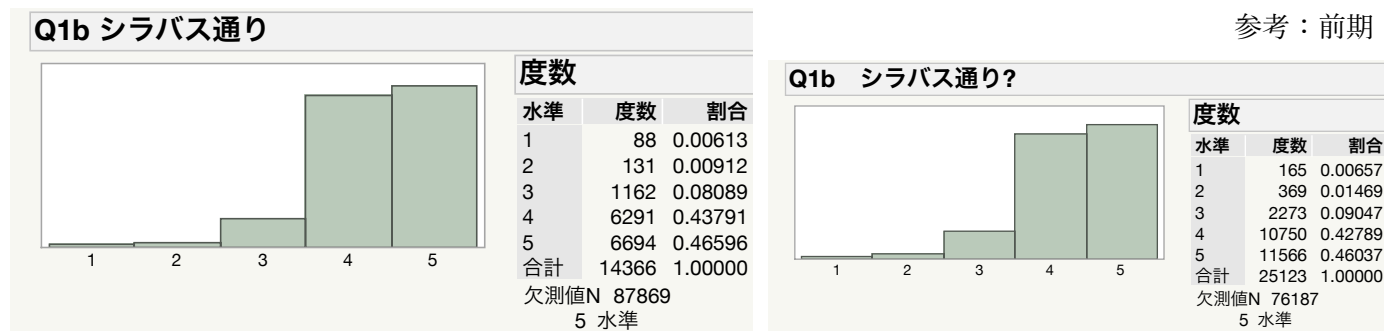 Q1b シラバス通り
度数
水準 度数 割合
1 88 0.00613
2 131 0.00912
3 1162 0.08089
4 6291 0.43791
5 6694 0.46596
合計 14366 1.00000
欠測値N 87869
5 水準
1 2 3 4 5
参考：前期
Q1b シラバス通り?
度数
水準 度数 割合
1 165 0.00657
2 369 0.01469
3 2273 0.09047
4 10750 0.42789
5 11566 0.46037
合計 25123 1.00000
欠測値N 76187
5 水準
1 2 3 4 5